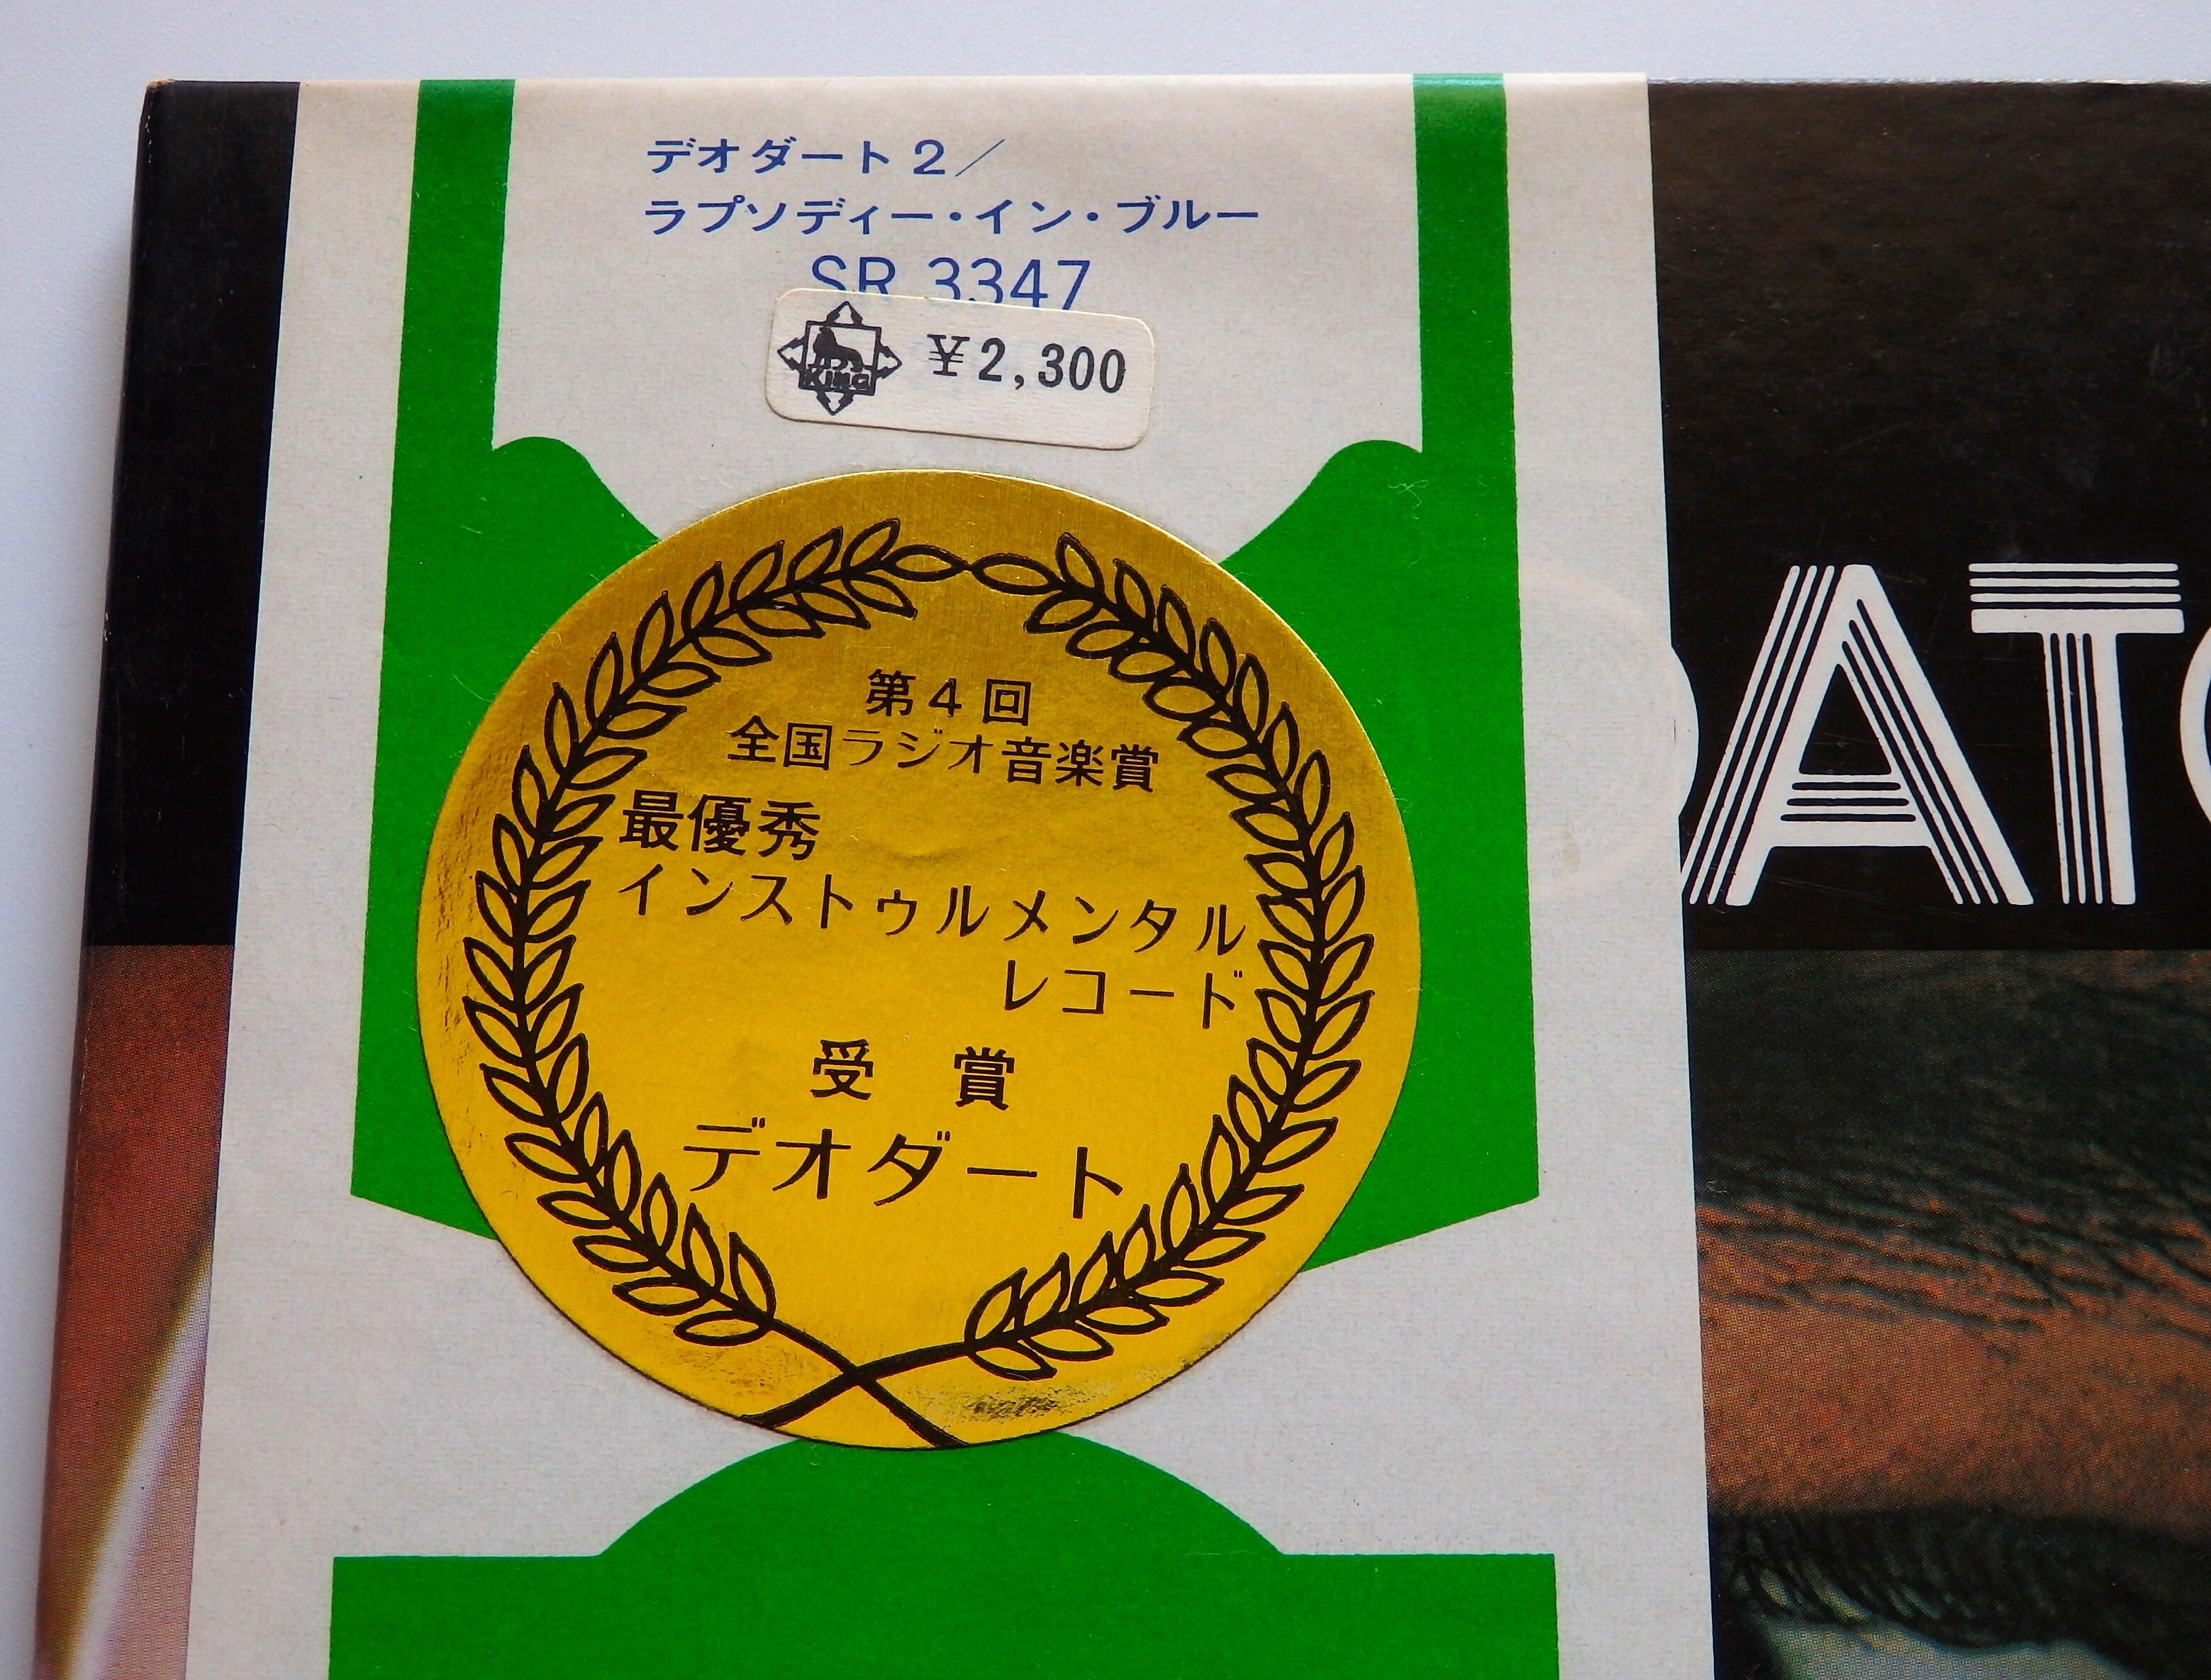 デオダート2／
ラプソディー・イン・ブルー
SR 3347
KING ¥2,300
第4回
全国ラジオ音楽賞
最優秀
インストゥルメンタル
レコード
受賞
デオダート
AT